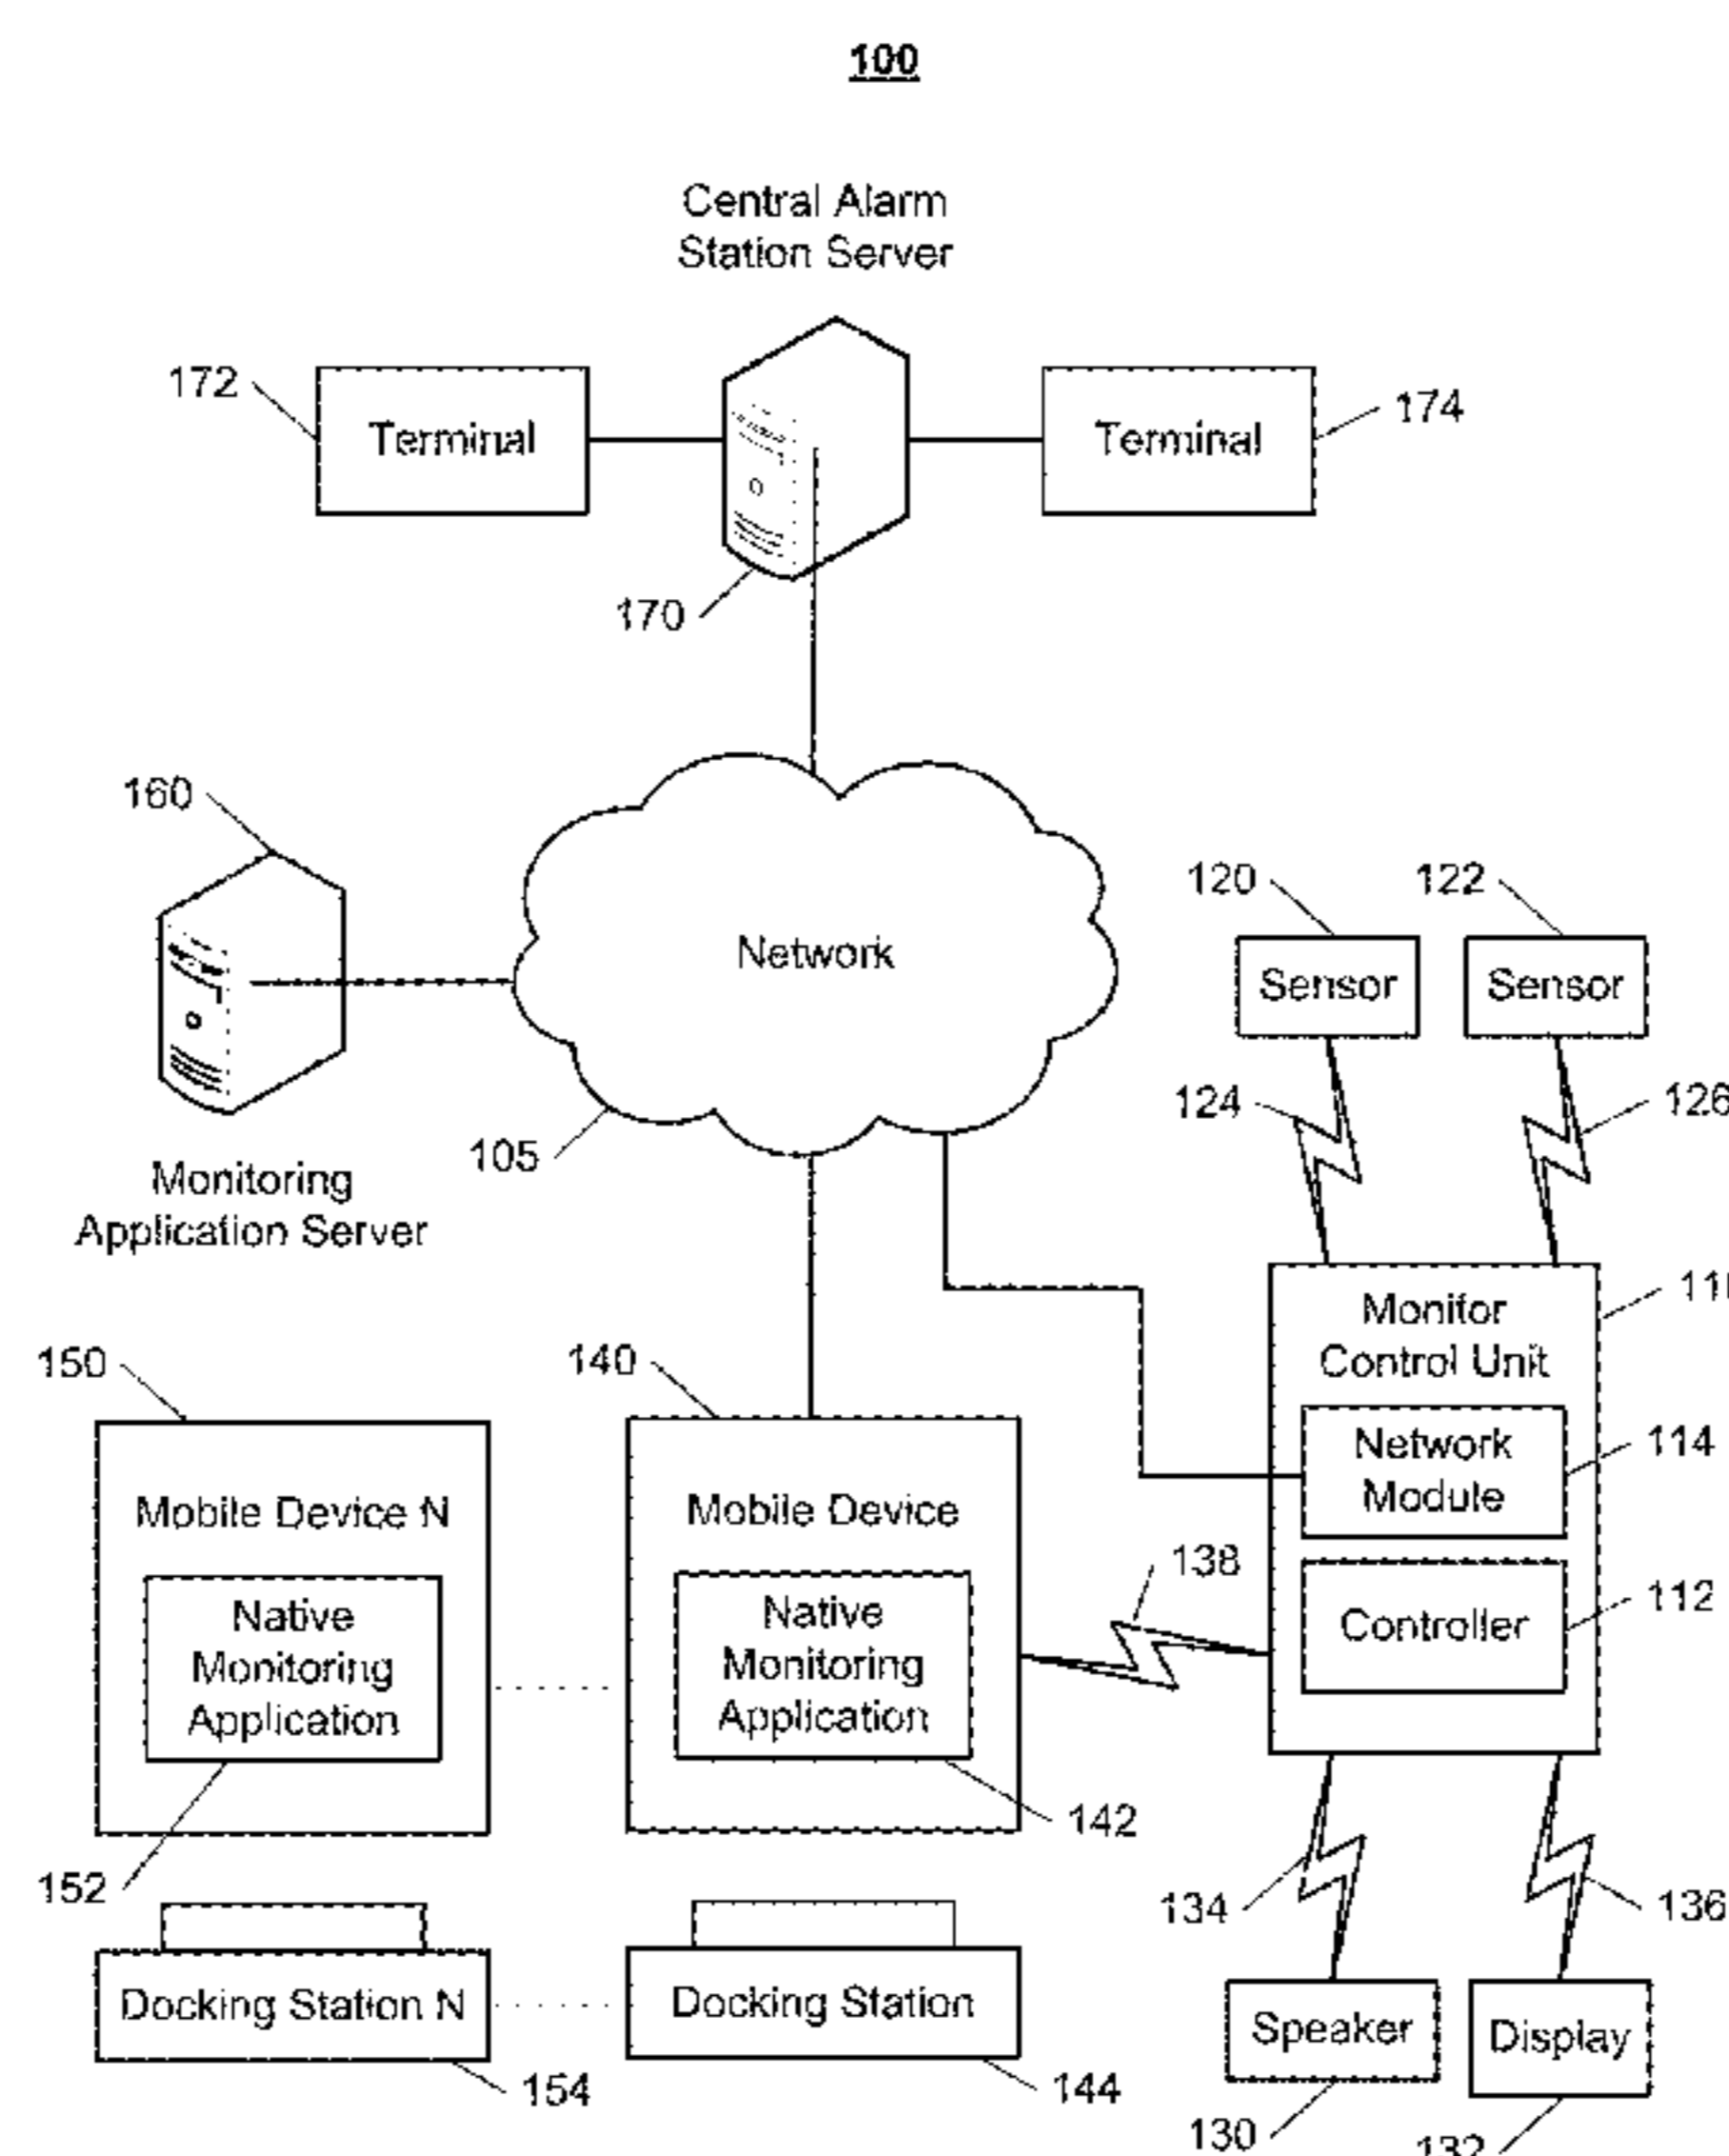 100
Central Alarm
Station Server
172
Terminal
Terminal
174
170
160
Network
120
122
Sensor
Sensor
124
126
105
Monitoring
Application Server
Monitor
Control Unit
150
140
Network
Module
114
Mobile Device N
Mobile Device
138
Native
Monitoring
Application
Native
Monitoring
Application
Controller
112
142
152
134
136
Docking Station N
Docking Station
Speaker
Display
154
144
130
132